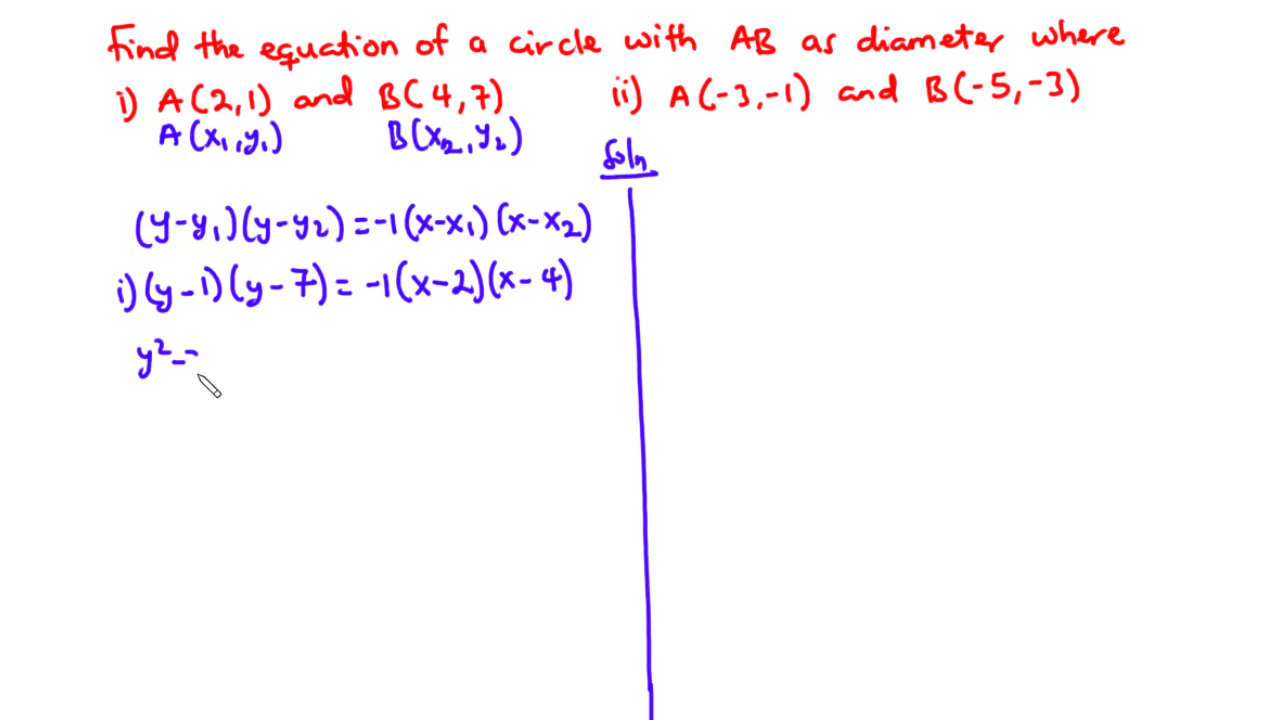 Find the equation of a circle with AB as diameter where
i) A(2,1) and B(4,7) ii) A(-3,-1) and B(-5,-3)
A(x₁,y₁) B(x₂,y₂)
Soln
(y-y₁)(y-y₂) = -1(x-x₁)(x-x₂)
i) (y-1)(y-7) = -1(x-2)(x-4)
y² -